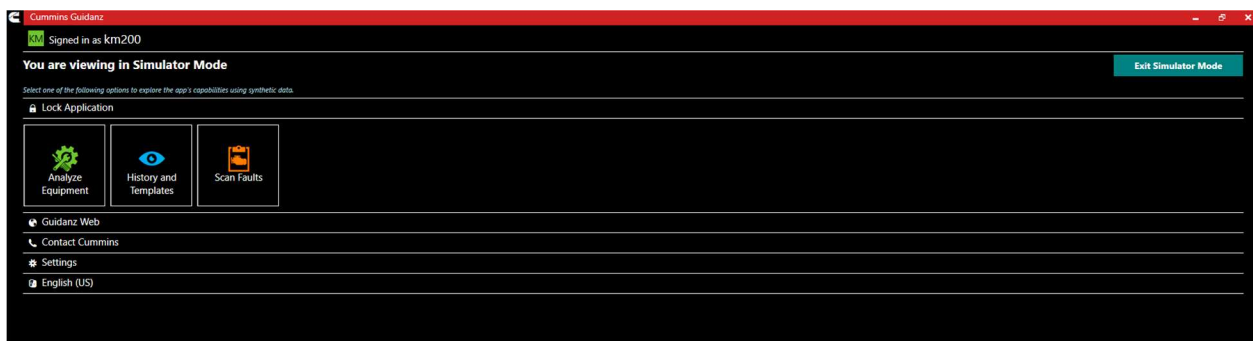 Cummins Guidanz
KM Signed in as km200
You are viewing in Simulator Mode
Exit Simulator Mode
Select one of the following options to explore the app's capabilities using synthetic data.
Lock Application
Analyze
Equipment
History and
Templates
Scan Faults
Guidanz Web
Contact Cummins
Settings
English (US)